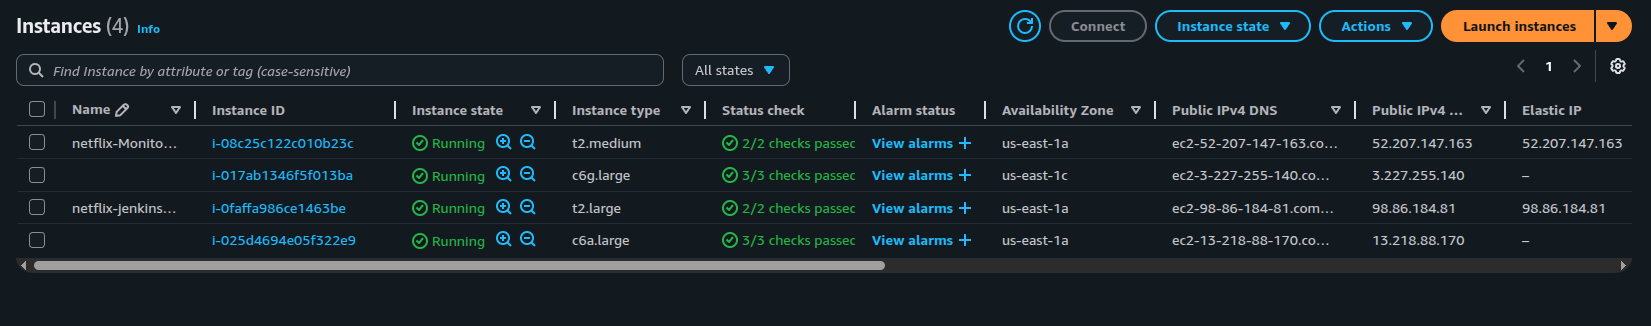 Instances (4) Info Connect Instance state Actions Launch instances
Find Instance by attribute or tag (case-sensitive) All states 1
Name Instance ID Instance state Instance type Status check Alarm status Availability Zone Public IPv4 DNS Public IPv4 ... Elastic IP
netflix-Monito... i-08c25c122c010b23c Running t2.medium 2/2 checks passec View alarms + us-east-1a ec2-52-207-147-163.co... 52.207.147.163 52.207.147.163
i-017ab1346f5f013ba Running c6g.large 3/3 checks passec View alarms + us-east-1c ec2-3-227-255-140.co... 3.227.255.140 –
netflix-jenkins... i-0faffa986ce1463be Running t2.large 2/2 checks passec View alarms + us-east-1a ec2-98-86-184-81.com... 98.86.184.81 98.86.184.81
i-025d4694e05f322e9 Running c6a.large 3/3 checks passec View alarms + us-east-1a ec2-13-218-88-170.co... 13.218.88.170 –